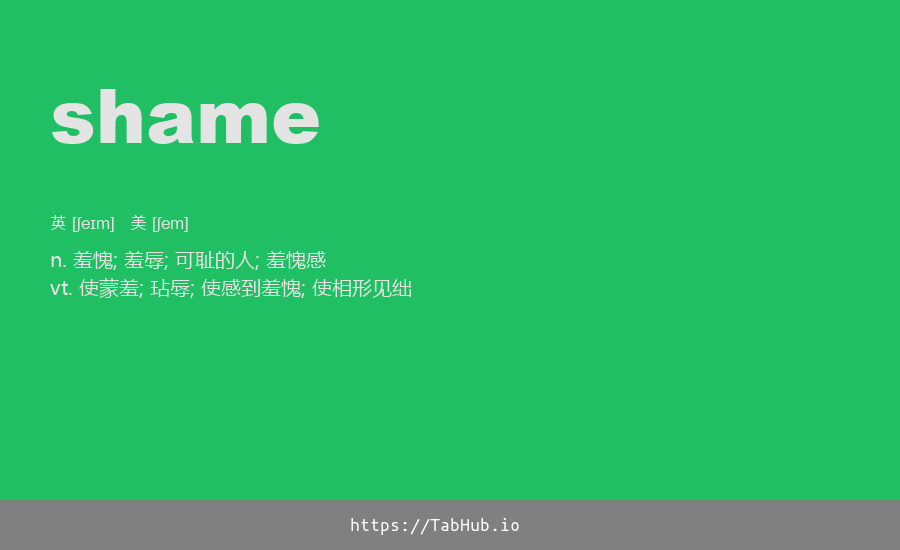 shame
英 [ʃeɪm] 美 [ʃem]
n. 羞愧; 羞辱; 可耻的人; 羞愧感
vt. 使蒙羞; 玷辱; 使感到羞愧; 使相形见绌
https://TabHub.io